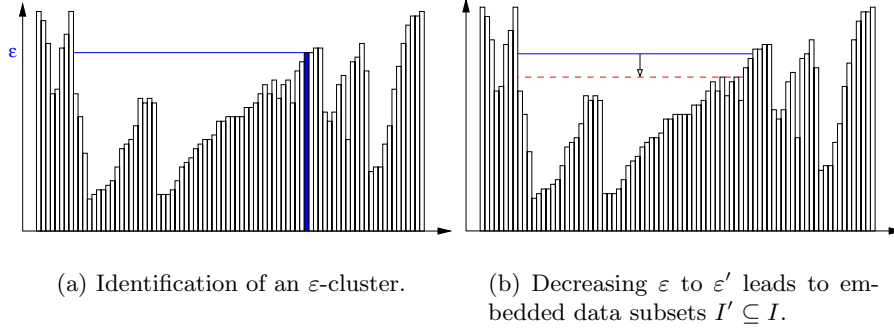 ε
(a) Identification of an ε-cluster.
(b) Decreasing ε to ε′ leads to em-
bedded data subsets I′ ⊆ I.